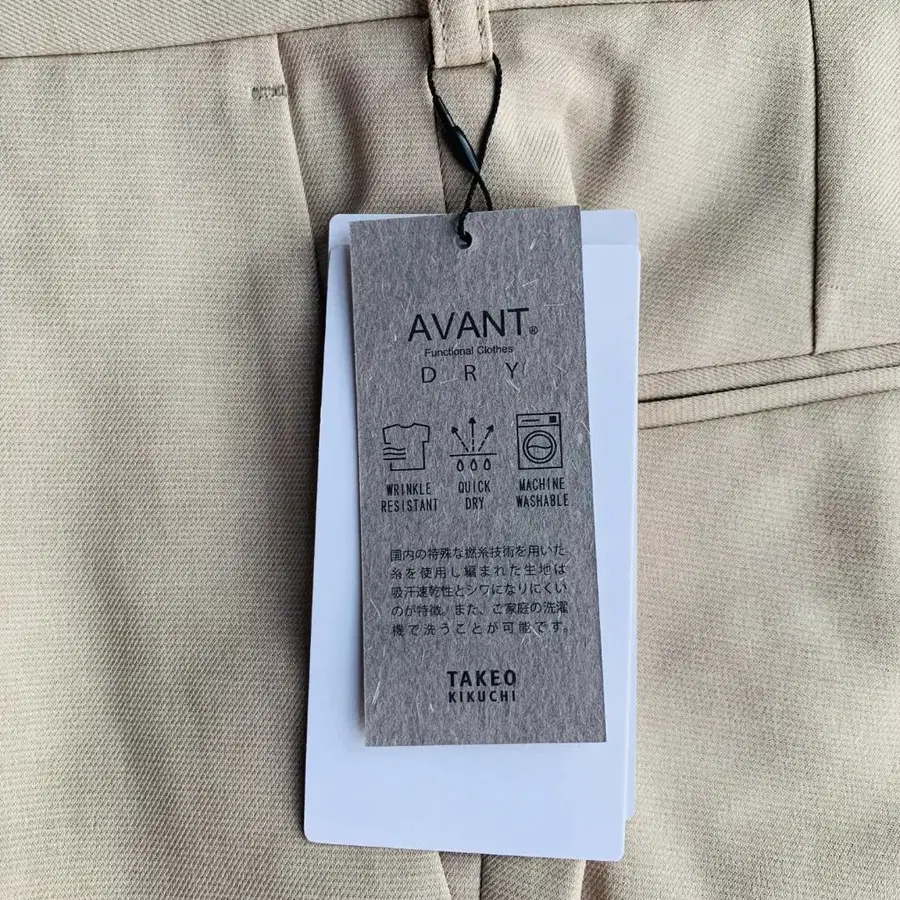 AVANT®
Functional Clothes
DRY
WRINKLE
RESISTANT
QUICK
DRY
MACHINE
WASHABLE
国内の特殊な撚糸技術を用いた
糸を使用し編まれた生地は
吸汗速乾性とシワになりにくい
のが特徴。また、ご家庭の洗濯
機で洗うことが可能です。
TAKEO
KIKUCHI